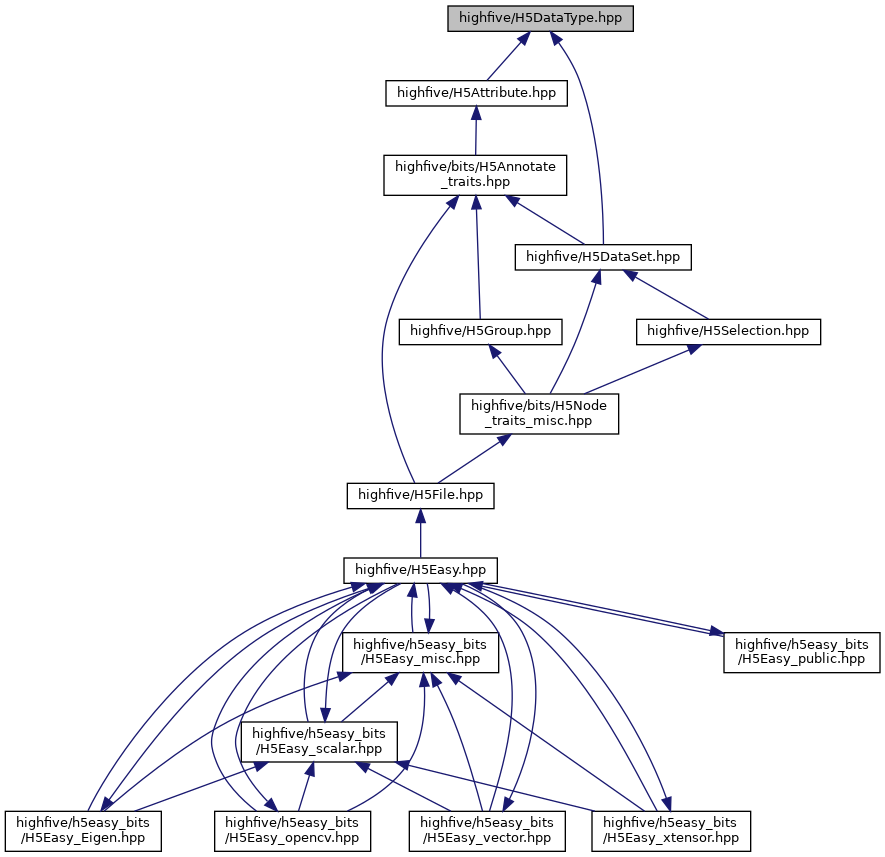 highfive/H5DataType.hpp
highfive/H5Attribute.hpp
highfive/bits/H5Annotate
_traits.hpp
highfive/H5DataSet.hpp
highfive/H5Group.hpp
highfive/H5Selection.hpp
highfive/bits/H5Node
_traits_misc.hpp
highfive/H5File.hpp
highfive/H5Easy.hpp
highfive/h5easy_bits
/H5Easy_misc.hpp
highfive/h5easy_bits
/H5Easy_public.hpp
highfive/h5easy_bits
/H5Easy_scalar.hpp
highfive/h5easy_bits
/H5Easy_Eigen.hpp
highfive/h5easy_bits
/H5Easy_opencv.hpp
highfive/h5easy_bits
/H5Easy_vector.hpp
highfive/h5easy_bits
/H5Easy_xtensor.hpp